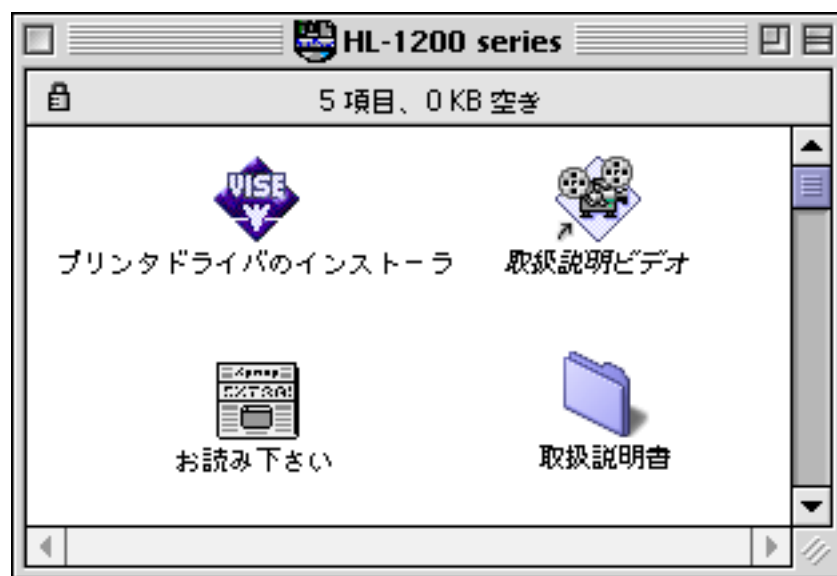 HL-1200 series
5 項目、0 KB 空き
VISE
プリンタドライバのインストーラ
取扱説明ビデオ
EXTRA!
お読み下さい
取扱説明書